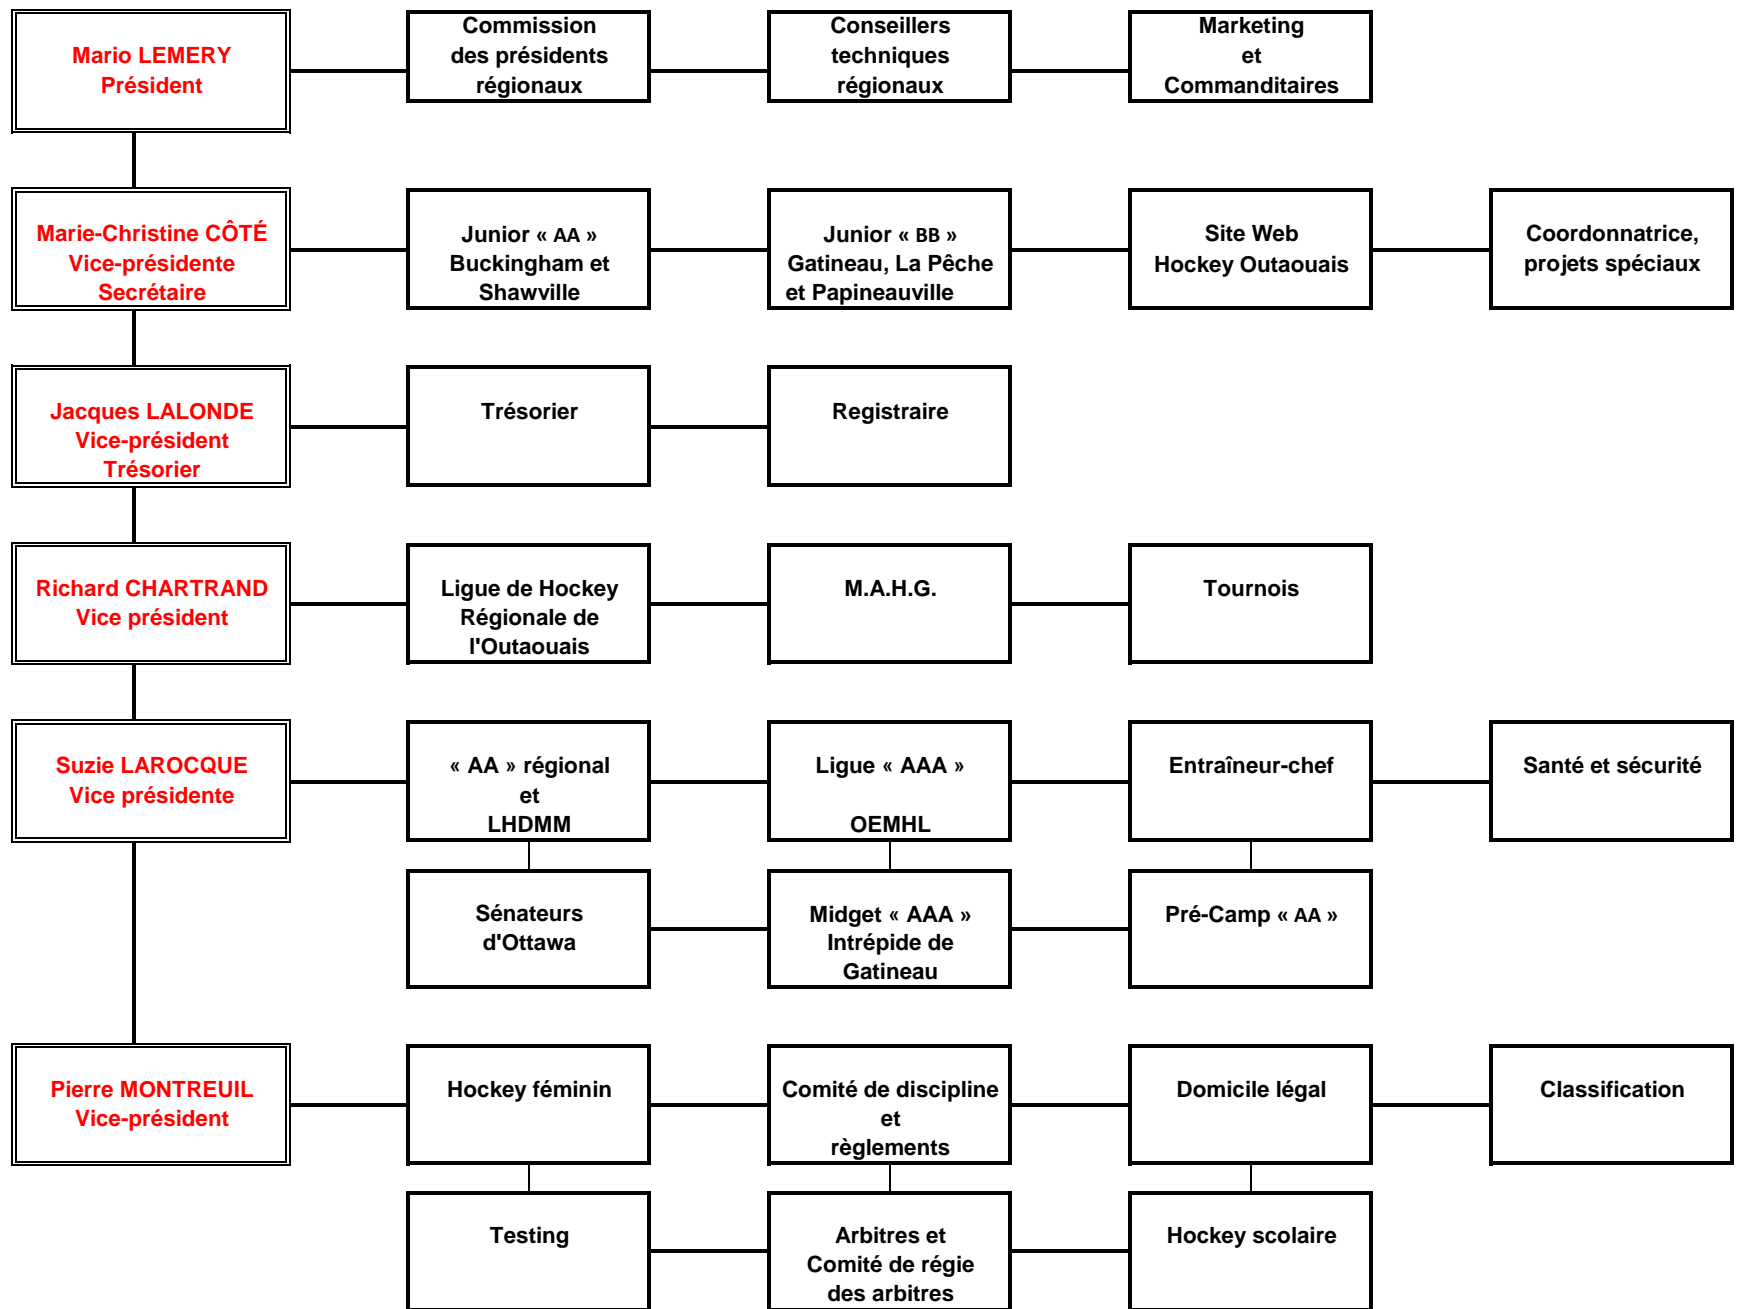 Mario LEMERY
Président
Commission
des présidents
régionaux
Conseillers
techniques
régionaux
Marketing
et
Commanditaires
Marie-Christine CÔTÉ
Vice-présidente
Secrétaire
Junior « AA »
Buckingham et
Shawville
Junior « BB »
Gatineau, La Pêche
et Papineauville
Site Web
Hockey Outaouais
Coordonnatrice,
projets spéciaux
Jacques LALONDE
Vice-président
Trésorier
Trésorier
Registraire
Richard CHARTRAND
Vice président
Ligue de Hockey
Régionale de
l'Outaouais
M.A.H.G.
Tournois
Suzie LAROCQUE
Vice présidente
« AA » régional
et
LHDMM
Ligue « AAA »
OEMHL
Entraîneur-chef
Santé et sécurité
Sénateurs
d'Ottawa
Midget « AAA »
Intrépide de
Gatineau
Pré-Camp « AA »
Pierre MONTREUIL
Vice-président
Hockey féminin
Comité de discipline
et
règlements
Domicile légal
Classification
Testing
Arbitres et
Comité de régie
des arbitres
Hockey scolaire